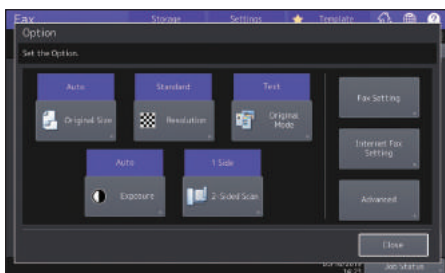 Fax
Storage
Settings
Template
Option
Set the Option.
Auto
Standard
Text
Original Size
Resolution
Original
Mode
Fax Setting
Internet Fax
Setting
Auto
1 Side
Exposure
2-Sided Scan
Advanced
Close
Job Status